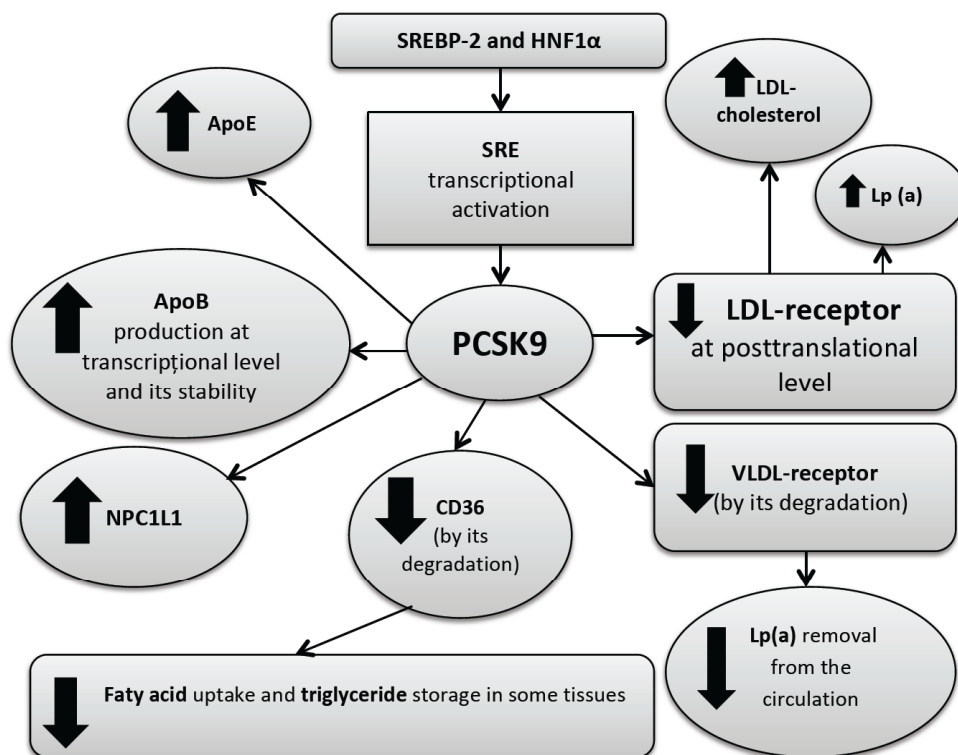 SREBP-2 and HNF1α
LDL-
cholesterol
ApoE
SRE
transcriptional
activation
Lp (a)
ApoB
production at
transcripțional level
and its stability
PCSK9
LDL-receptor
at posttranslational
level
NPC1L1
CD36
(by its
degradation)
VLDL-receptor
(by its degradation)
Lp(a) removal
from the
circulation
Faty acid uptake and triglyceride storage in some tissues